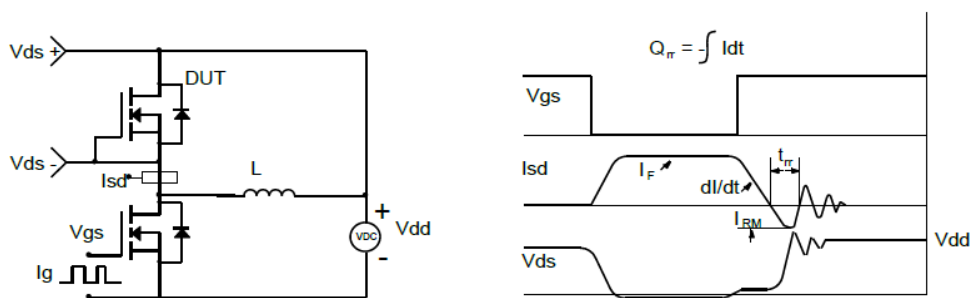 Vds +
DUT
Vds -
Isd
L
Vgs
+
VDC
Vdd
-
Ig
Qrr = -∫ Idt
Vgs
trr
Isd
IF
dI/dt
IRM
Vdd
Vds